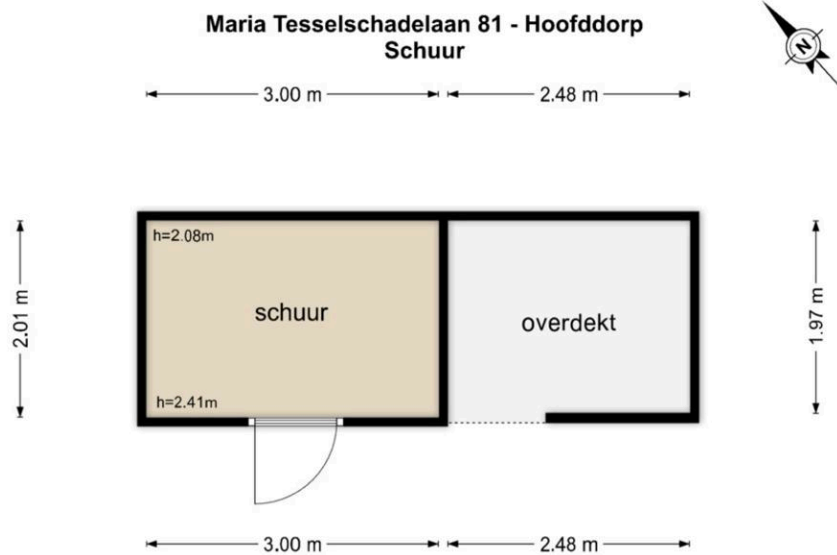 Maria Tesselschadelaan 81 - Hoofddorp
Schuur
N
3.00 m
2.48 m
h=2.08m
schuur
overdekt
2.01 m
1.97 m
h=2.41m
3.00 m
2.48 m